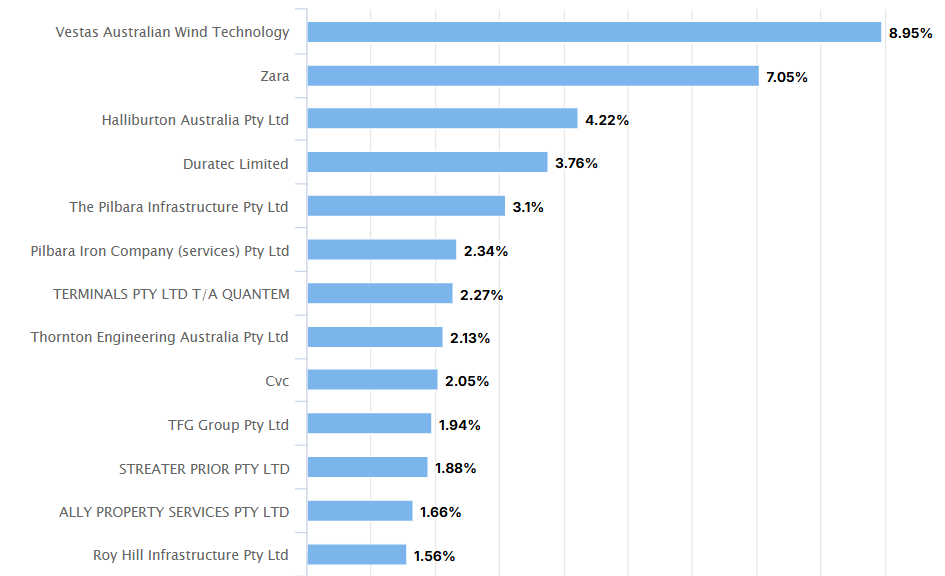 Vestas Australian Wind Technology 8.95%
Zara 7.05%
Halliburton Australia Pty Ltd 4.22%
Duratec Limited 3.76%
The Pilbara Infrastructure Pty Ltd 3.1%
Pilbara Iron Company (services) Pty Ltd 2.34%
TERMINALS PTY LTD T/A QUANTEM 2.27%
Thornton Engineering Australia Pty Ltd 2.13%
Cvc 2.05%
TFG Group Pty Ltd 1.94%
STREATER PRIOR PTY LTD 1.88%
ALLY PROPERTY SERVICES PTY LTD 1.66%
Roy Hill Infrastructure Pty Ltd 1.56%